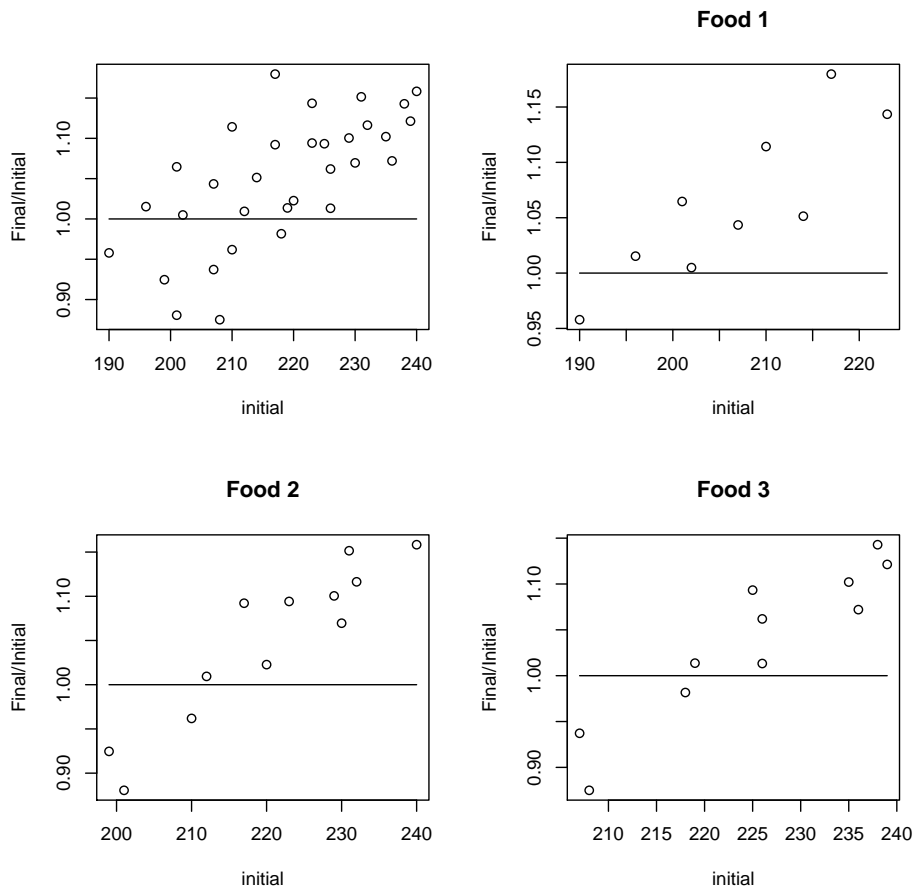 Final/Initial
0.90 1.00 1.10
190 200 210 220 230 240
initial
Food 1
Final/Initial
0.95 1.00 1.05 1.10 1.15
190 200 210 220
initial
Food 2
Final/Initial
0.90 1.00 1.10
200 210 220 230 240
initial
Food 3
Final/Initial
0.90 1.00 1.10
210 215 220 225 230 235 240
initial